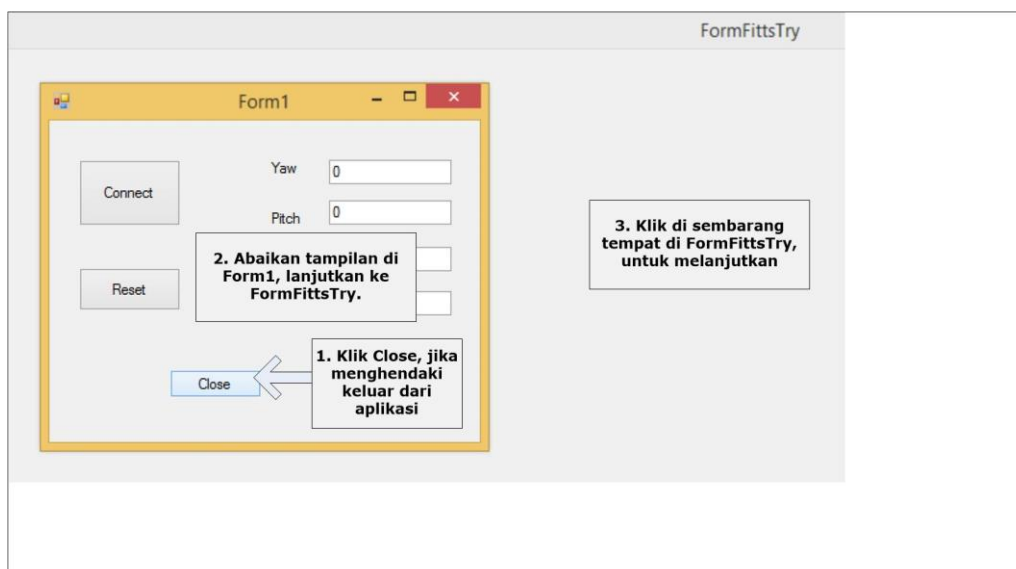 FormFittsTry
Form1
Connect
Yaw
0
Pitch
0
2. Abaikan tampilan di
Form1, lanjutkan ke
FormFittsTry.
Reset
3. Klik di sembarang
tempat di FormFittsTry,
untuk melanjutkan
1. Klik Close, jika
menghendaki
keluar dari
aplikasi
Close